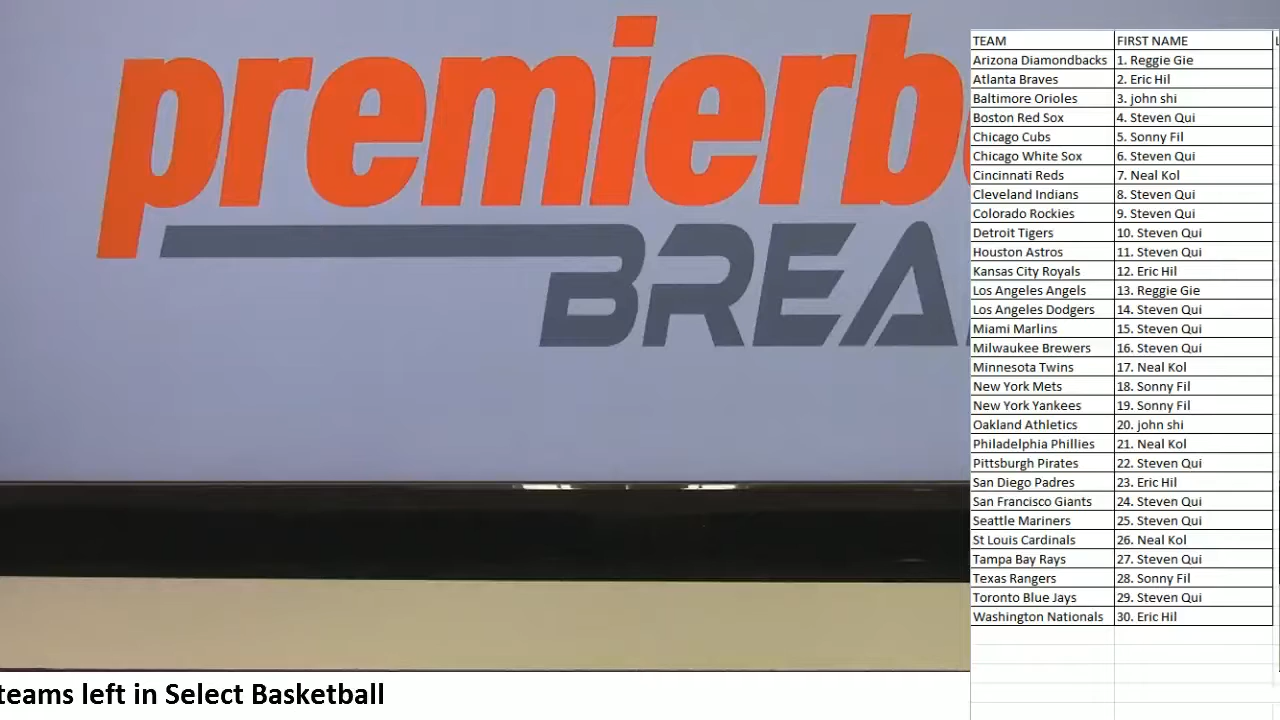 premierb
BREA
TEAM FIRST NAME
Arizona Diamondbacks 1. Reggie Gie
Atlanta Braves 2. Eric Hil
Baltimore Orioles 3. john shi
Boston Red Sox 4. Steven Qui
Chicago Cubs 5. Sonny Fil
Chicago White Sox 6. Steven Qui
Cincinnati Reds 7. Neal Kol
Cleveland Indians 8. Steven Qui
Colorado Rockies 9. Steven Qui
Detroit Tigers 10. Steven Qui
Houston Astros 11. Steven Qui
Kansas City Royals 12. Eric Hil
Los Angeles Angels 13. Reggie Gie
Los Angeles Dodgers 14. Steven Qui
Miami Marlins 15. Steven Qui
Milwaukee Brewers 16. Steven Qui
Minnesota Twins 17. Neal Kol
New York Mets 18. Sonny Fil
New York Yankees 19. Sonny Fil
Oakland Athletics 20. john shi
Philadelphia Phillies 21. Neal Kol
Pittsburgh Pirates 22. Steven Qui
San Diego Padres 23. Eric Hil
San Francisco Giants 24. Steven Qui
Seattle Mariners 25. Steven Qui
St Louis Cardinals 26. Neal Kol
Tampa Bay Rays 27. Steven Qui
Texas Rangers 28. Sonny Fil
Toronto Blue Jays 29. Steven Qui
Washington Nationals 30. Eric Hil
teams left in Select Basketball